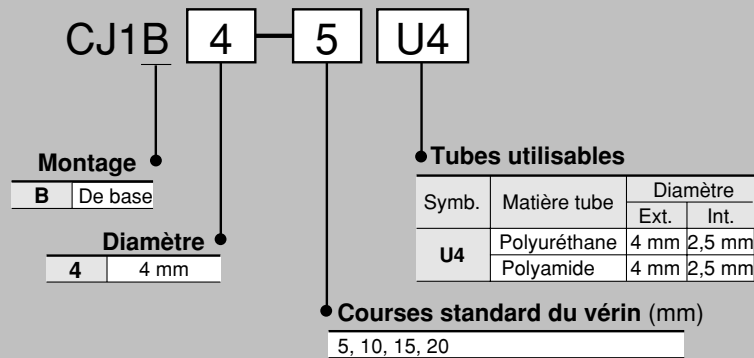 CJ1B 4 5 U4
Montage
B De base
Diamètre
4 4 mm
Tubes utilisables
Symb. Matière tube Diamètre
Ext. Int.
U4 Polyuréthane 4 mm 2,5 mm
Polyamide 4 mm 2,5 mm
Courses standard du vérin (mm)
5, 10, 15, 20